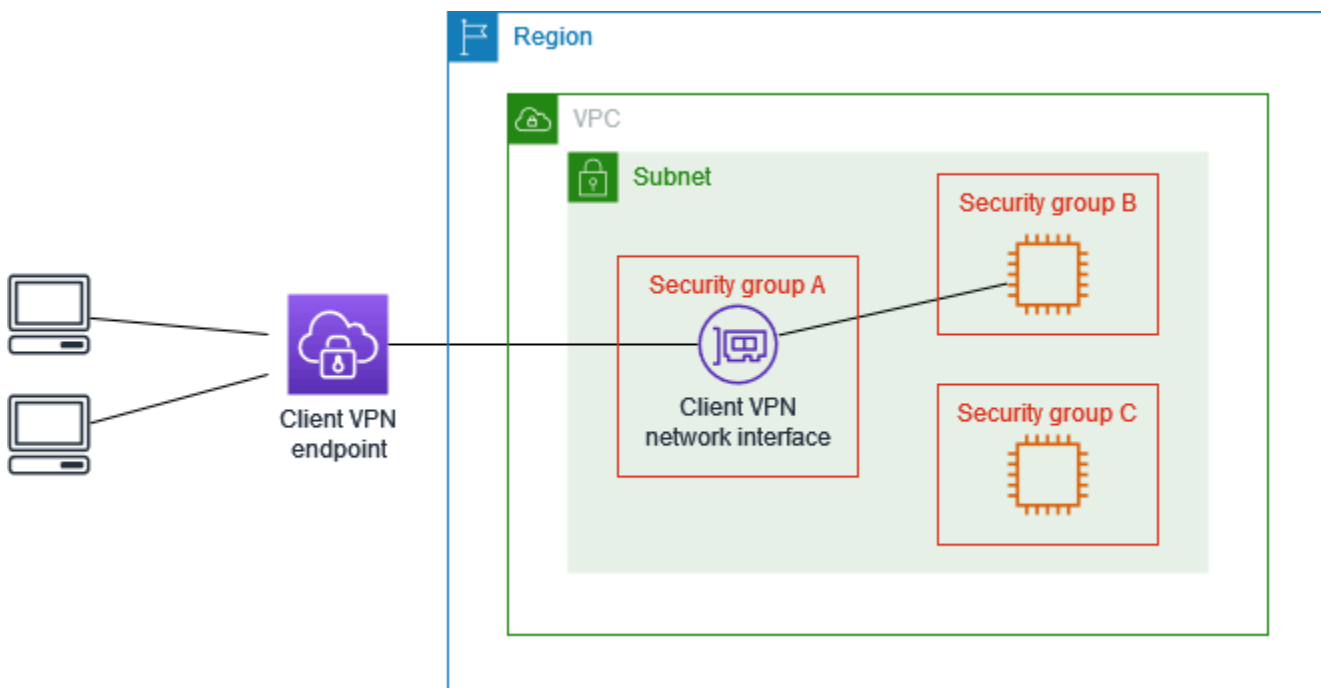 Region
VPC
Subnet
Security group B
Security group A
Client VPN
network interface
Client VPN
endpoint
Security group C